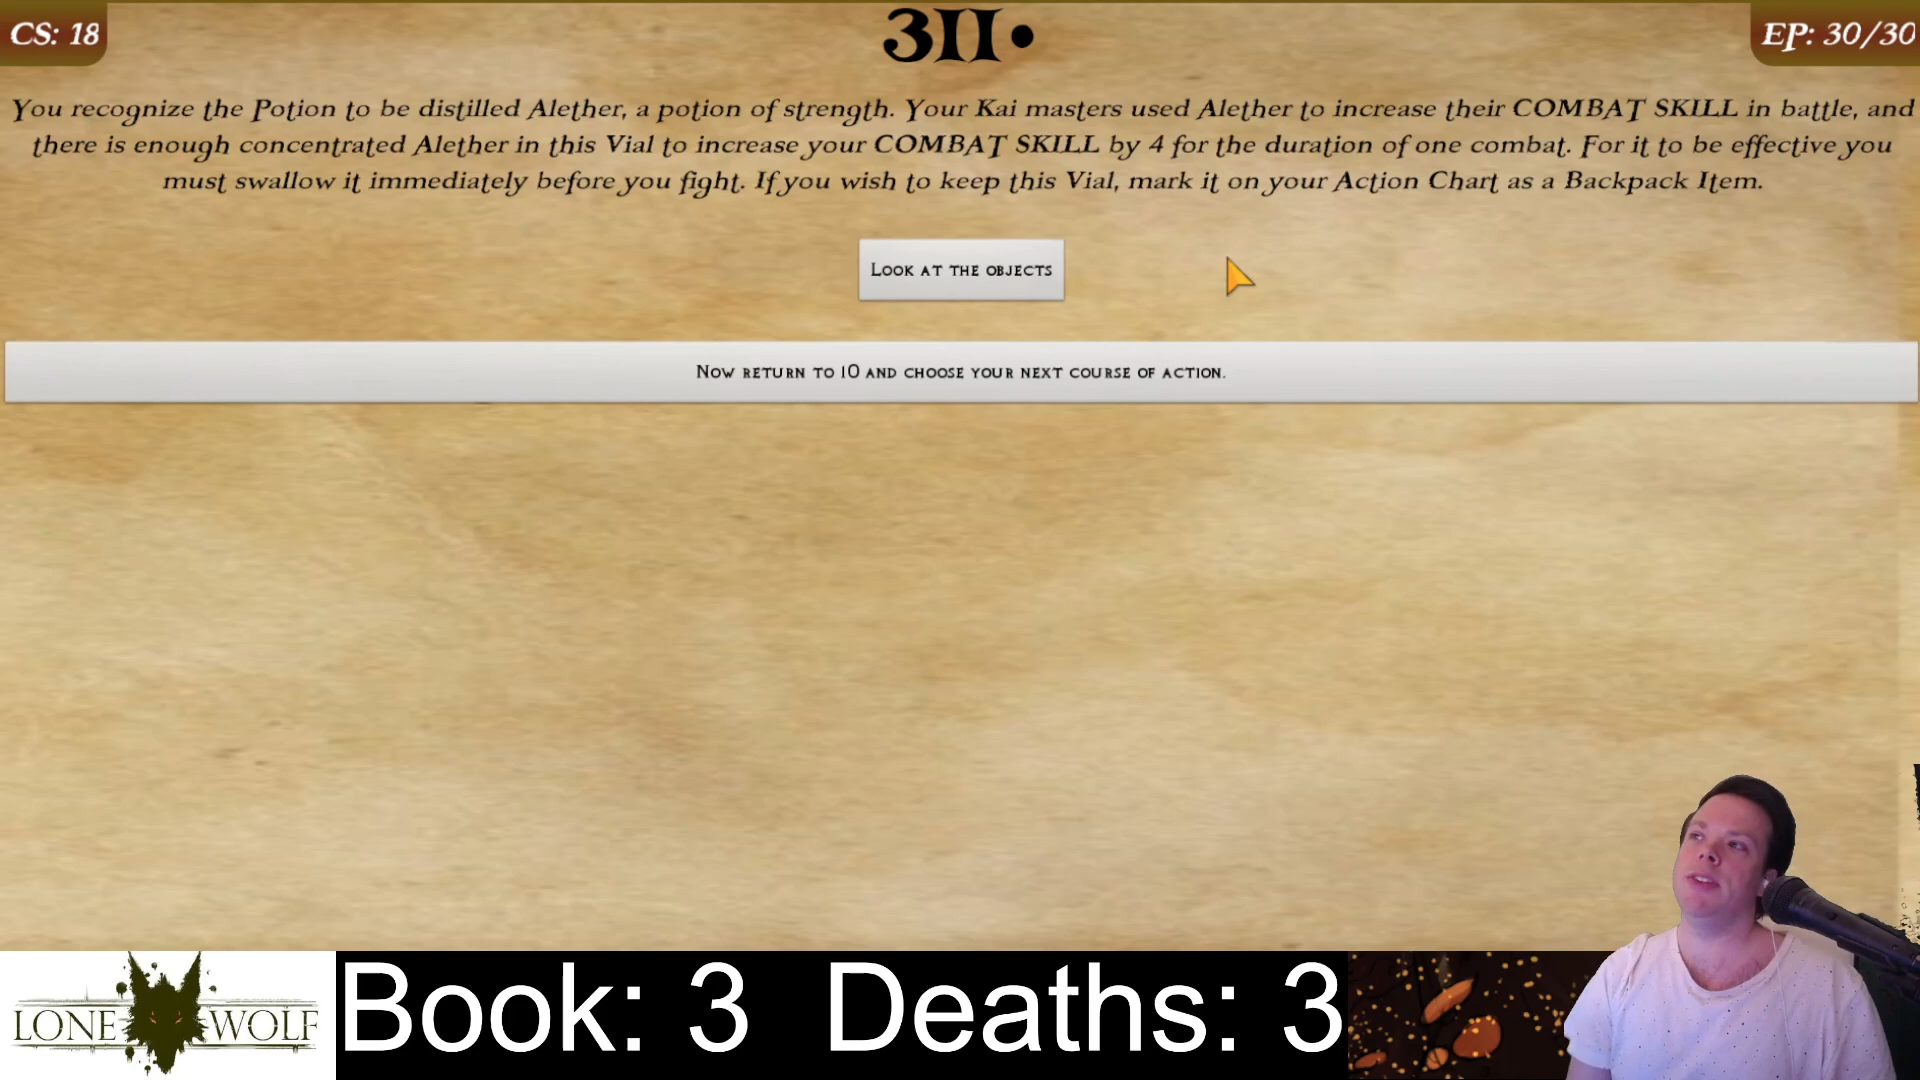 CS: 18
311•
EP: 30/30
You recognize the Potion to be distilled Alether, a potion of strength. Your Kai masters used Alether to increase their COMBAT SKILL in battle, and
there is enough concentrated Alether in this Vial to increase your COMBAT SKILL by 4 for the duration of one combat. For it to be effective you
must swallow it immediately before you fight. If you wish to keep this Vial, mark it on your Action Chart as a Backpack Item.
Look at the objects
Now return to 10 and choose your next course of action.
LONE WOLF
Book: 3 Deaths: 3